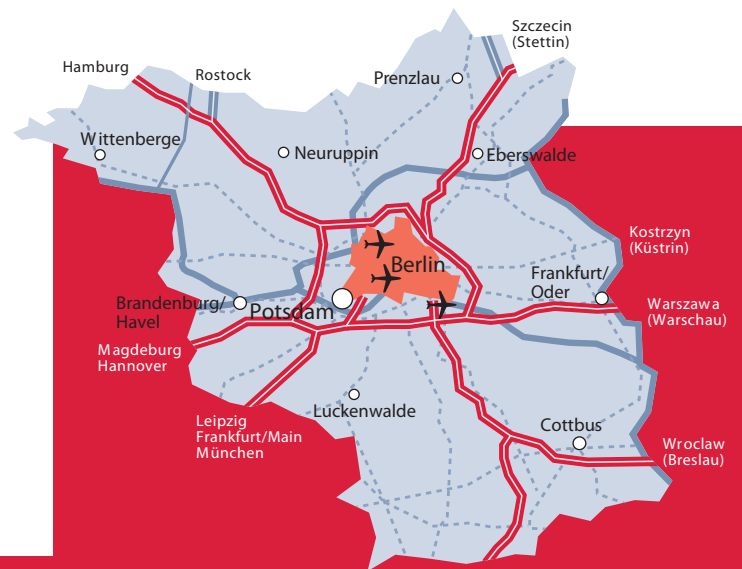 Szczecin
(Stettin)
Hamburg
Rostock
Prenzlau
Wittenberge
Neuruppin
Eberswalde
Kostrzyn
(Küstrin)
Berlin
Frankfurt/
Oder
Brandenburg/
Havel
Potsdam
Warszawa
(Warschau)
Magdeburg
Hannover
Luckenwalde
Leipzig
Frankfurt/Main
München
Cottbus
Wroclaw
(Breslau)